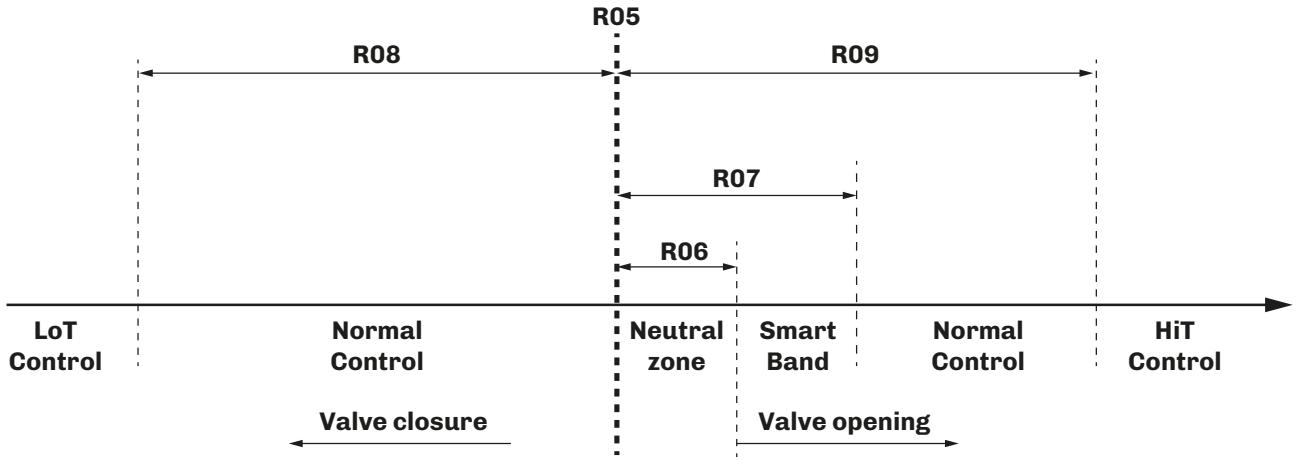 R05
R08
R09
R07
R06
LoT
Control
Normal
Control
Neutral
zone
Smart
Band
Normal
Control
HiT
Control
Valve closure
Valve opening